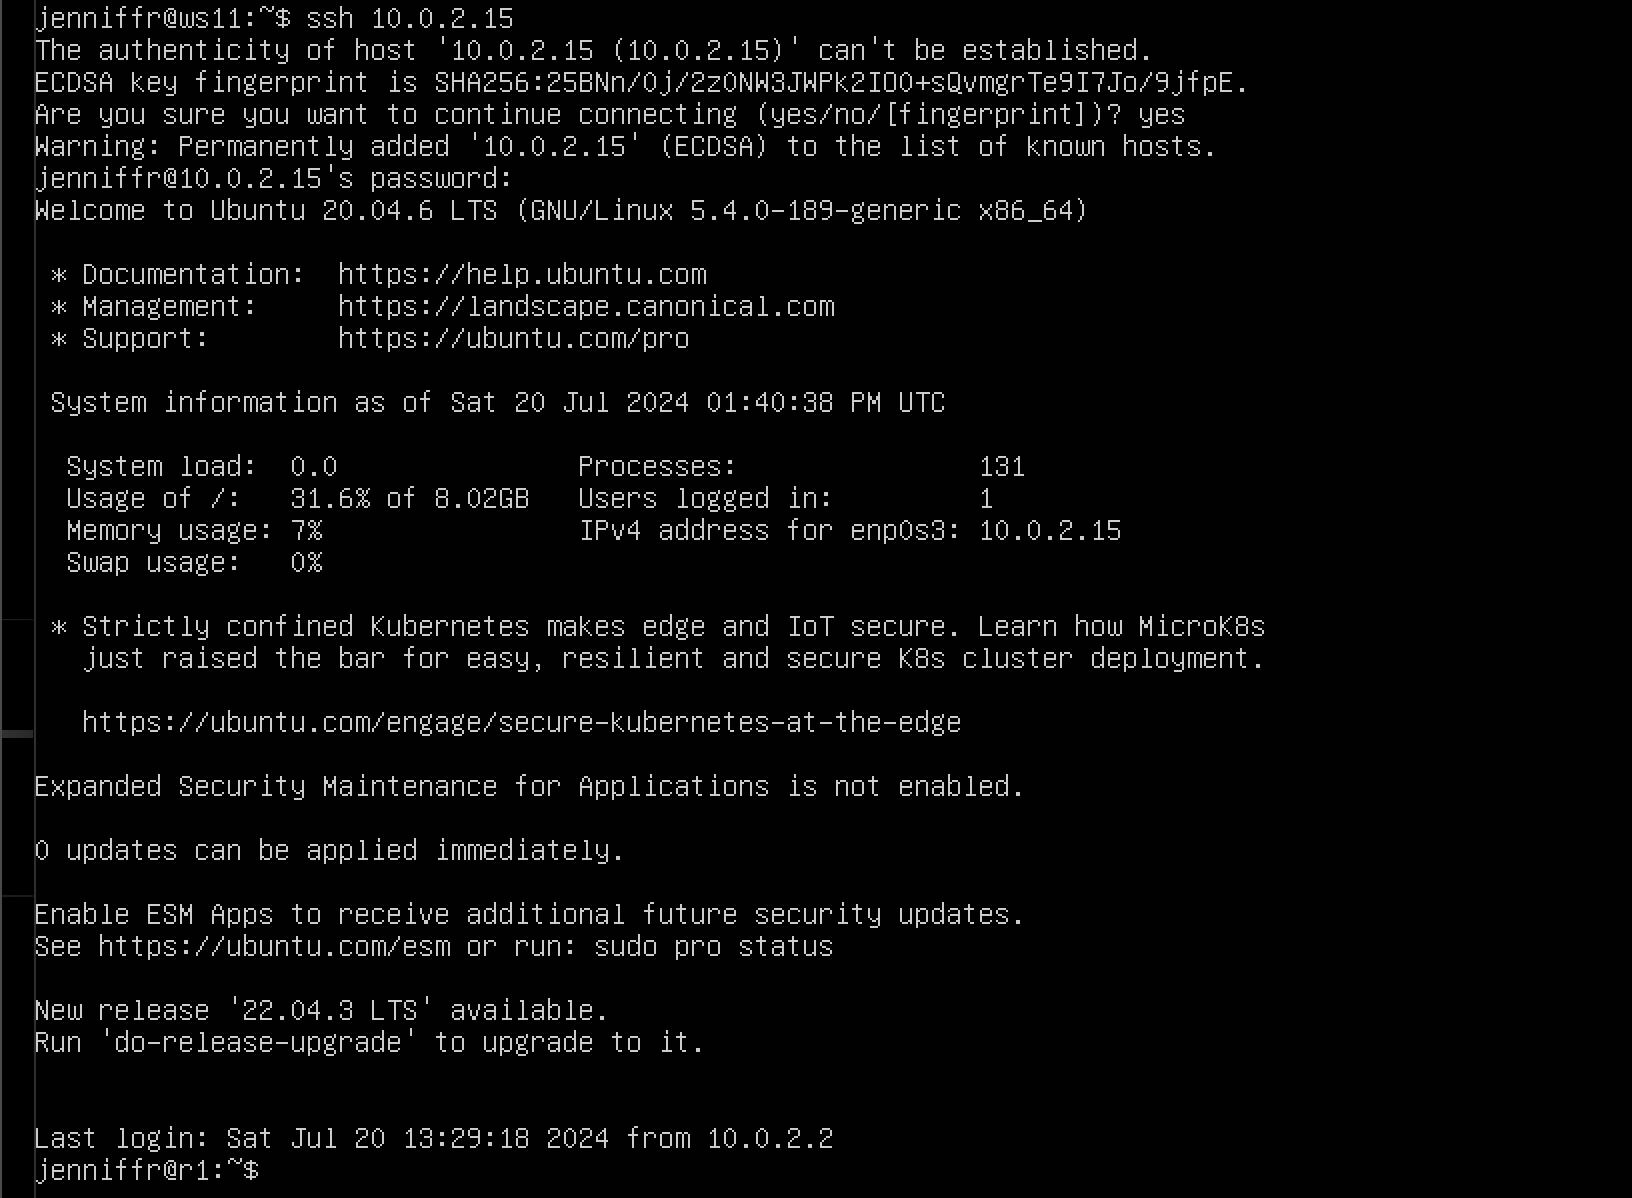 jenniffr@ws11:~$ ssh 10.0.2.15
The authenticity of host '10.0.2.15 (10.0.2.15)' can't be established.
ECDSA key fingerprint is SHA256:25BNn/Oj/2zONW3JWPk2IOO+sQvmgrTe9I7Jo/9jfpE.
Are you sure you want to continue connecting (yes/no/[fingerprint])? yes
Warning: Permanently added '10.0.2.15' (ECDSA) to the list of known hosts.
jenniffr@10.0.2.15's password:
Welcome to Ubuntu 20.04.6 LTS (GNU/Linux 5.4.0-189-generic x86_64)

 * Documentation:  https://help.ubuntu.com
 * Management:     https://landscape.canonical.com
 * Support:        https://ubuntu.com/pro

 System information as of Sat 20 Jul 2024 01:40:38 PM UTC

  System load:  0.0               Processes:               131
  Usage of /:   31.6% of 8.02GB   Users logged in:         1
  Memory usage: 7%                IPv4 address for enp0s3: 10.0.2.15
  Swap usage:   0%

 * Strictly confined Kubernetes makes edge and IoT secure. Learn how MicroK8s
   just raised the bar for easy, resilient and secure K8s cluster deployment.

   https://ubuntu.com/engage/secure-kubernetes-at-the-edge

Expanded Security Maintenance for Applications is not enabled.

0 updates can be applied immediately.

Enable ESM Apps to receive additional future security updates.
See https://ubuntu.com/esm or run: sudo pro status

New release '22.04.3 LTS' available.
Run 'do-release-upgrade' to upgrade to it.

Last login: Sat Jul 20 13:29:18 2024 from 10.0.2.2
jenniffr@r1:~$